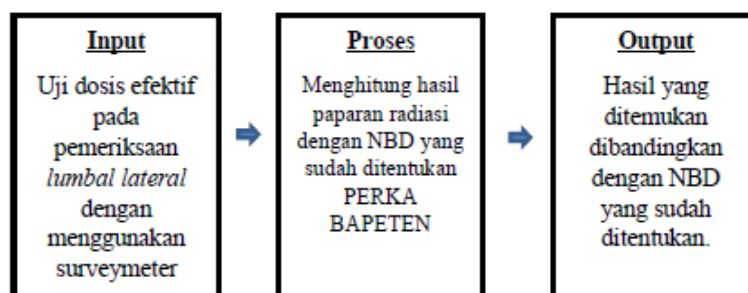 Input
Uji dosis efektif
pada
pemeriksaan
lumbal lateral
dengan
menggunakan
surveymeter
Proses
Menghitung hasil
paparan radiasi
dengan NBD yang
sudah ditentukan
PERKA
BAPETEN
Output
Hasil yang
ditemukan
dibandingkan
dengan NBD
yang sudah
ditentukan.